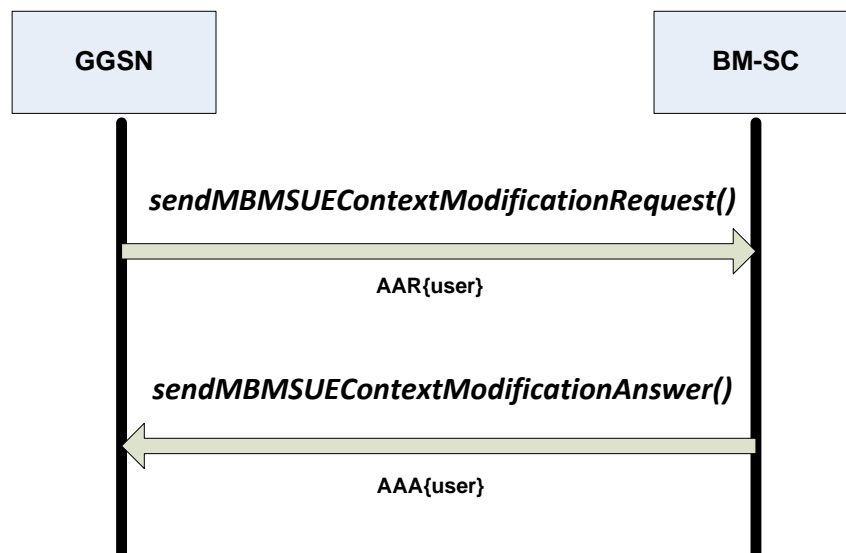 GGSN
BM-SC
sendMBMSUEContextModificationRequest()
AAR{user}
sendMBMSUEContextModificationAnswer()
AAA{user}